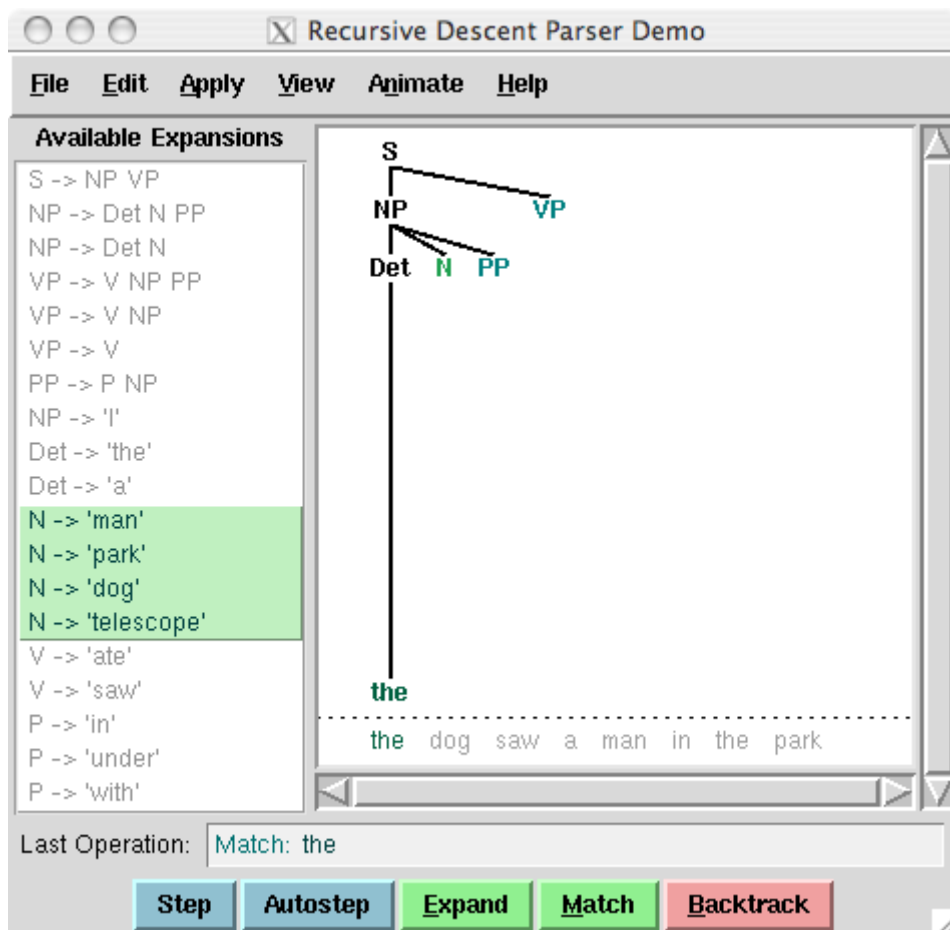 X Recursive Descent Parser Demo
File Edit Apply View Animate Help
Available Expansions
S -> NP VP
NP -> Det N PP
NP -> Det N
VP -> V NP PP
VP -> V NP
VP -> V
PP -> P NP
NP -> 'I'
Det -> 'the'
Det -> 'a'
N -> 'man'
N -> 'park'
N -> 'dog'
N -> 'telescope'
V -> 'ate'
V -> 'saw'
P -> 'in'
P -> 'under'
P -> 'with'
S
NP VP
Det N PP
the
the dog saw a man in the park
Last Operation: Match: the
Step Autostep Expand Match Backtrack